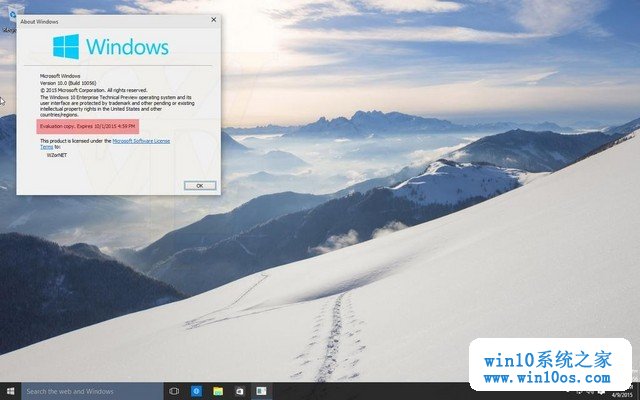 About Windows
Windows
Microsoft Windows
Version 10.0 (Build 10056)
© 2015 Microsoft Corporation. All rights reserved.
The Windows 10 Enterprise Technical Preview operating system and its
user interface are protected by trademark and other pending or existing
intellectual property rights in the United States and other
countries/regions.
Evaluation copy. Expires 10/1/2015 4:59 PM
This product is licensed under the Microsoft Software License
Terms to:
WZorNET
OK
win10系统之家
www.win10os.com
Search the web and Windows
4/9/2015